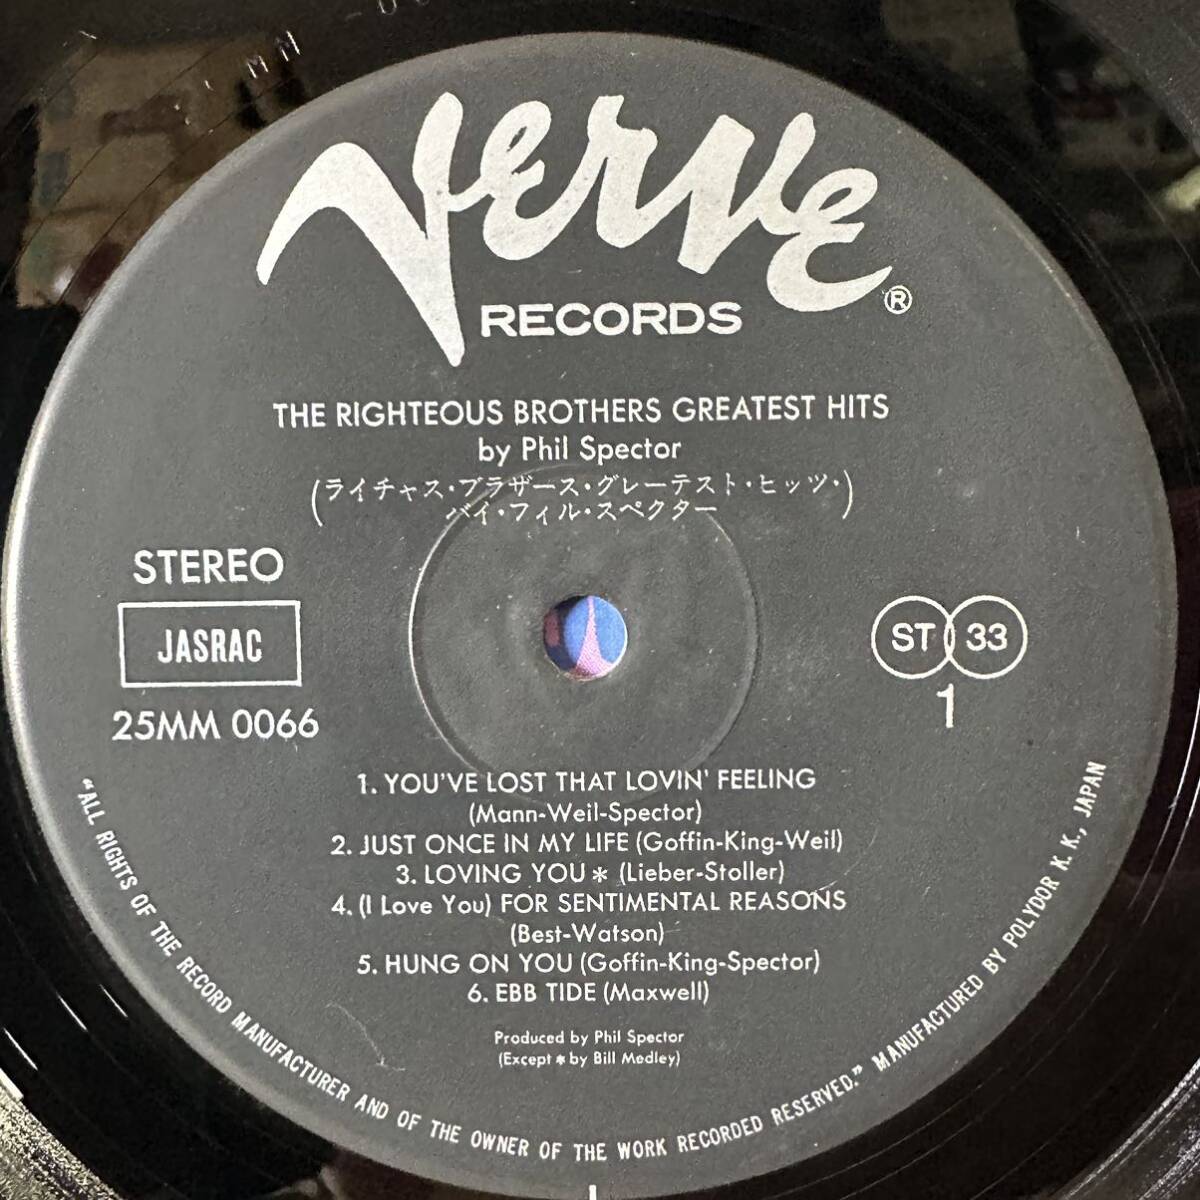 Verve
RECORDS ®
THE RIGHTEOUS BROTHERS GREATEST HITS
by Phil Spector
(ライチャス・ブラザース・グレーテスト・ヒッツ・
バイ・フィル・スペクター)
STEREO
JASRAC
25MM 0066
ST 33
1
1. YOU'VE LOST THAT LOVIN' FEELING
(Mann-Weil-Spector)
2. JUST ONCE IN MY LIFE (Goffin-King-Weil)
3. LOVING YOU * (Lieber-Stoller)
4. (I Love You) FOR SENTIMENTAL REASONS
(Best-Watson)
5. HUNG ON YOU (Goffin-King-Spector)
6. EBB TIDE (Maxwell)
Produced by Phil Spector
(Except * by Bill Medley)
"ALL RIGHTS OF THE RECORD MANUFACTURER AND OF THE OWNER OF THE WORK RECORDED RESERVED." MANUFACTURED BY POLYDOR K. K., JAPAN